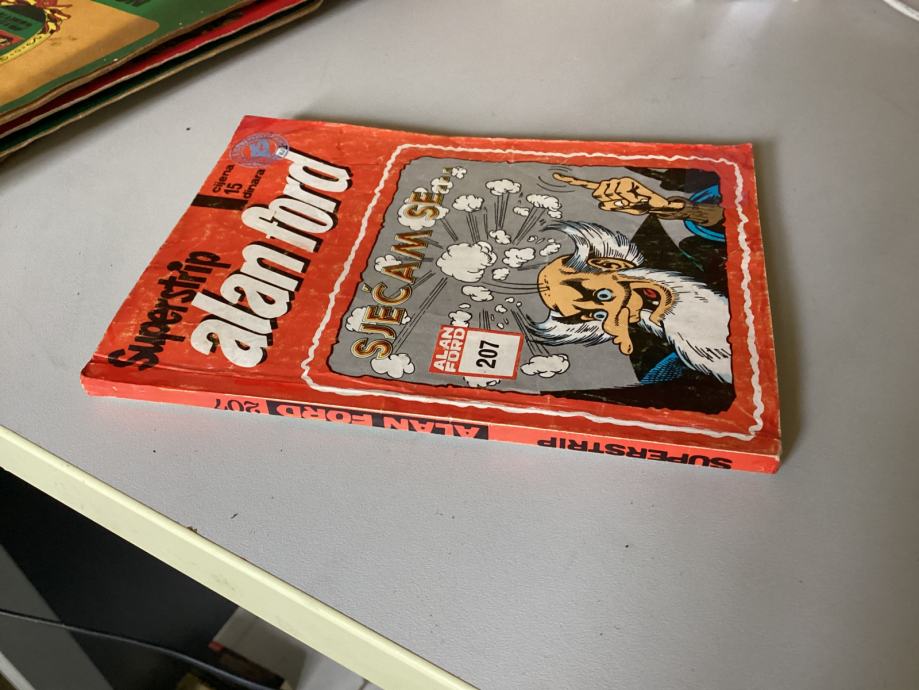 Superstrip
alan ford
cijena
15
dinara
SJEĆAM SE...
ALAN
FORD
207
SUPERSTRIP
ALAN FORD
207